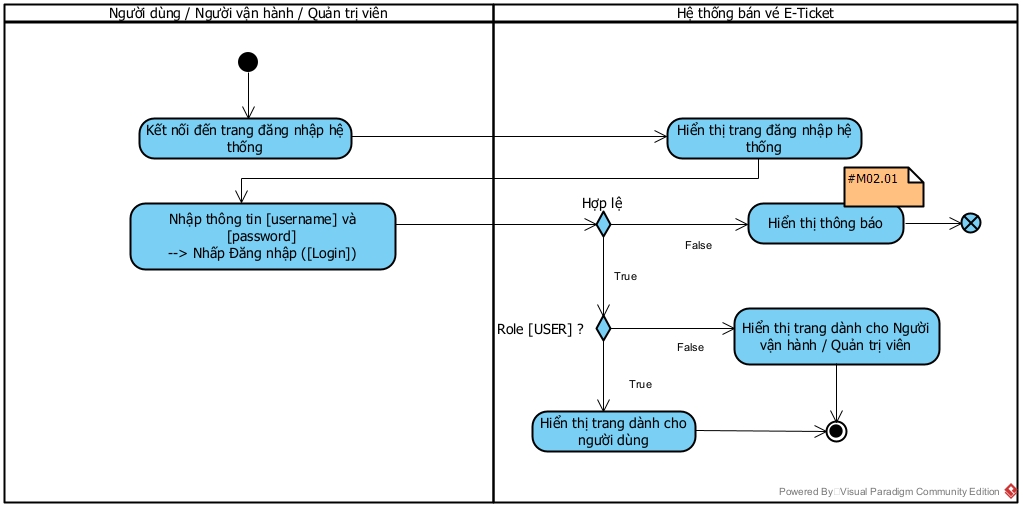 Người dùng / Người vận hành / Quản trị viên
Hệ thống bán vé E-Ticket
Kết nối đến trang đăng nhập hệ
thống
Hiển thị trang đăng nhập hệ
thống
#M02.01
Nhập thông tin [username] và
[password]
--> Nhấp Đăng nhập ([Login])
Hợp lệ
Hiển thị thông báo
False
True
Role [USER] ?
Hiển thị trang dành cho Người
vận hành / Quản trị viên
False
True
Hiển thị trang dành cho
người dùng
Powered By Visual Paradigm Community Edition